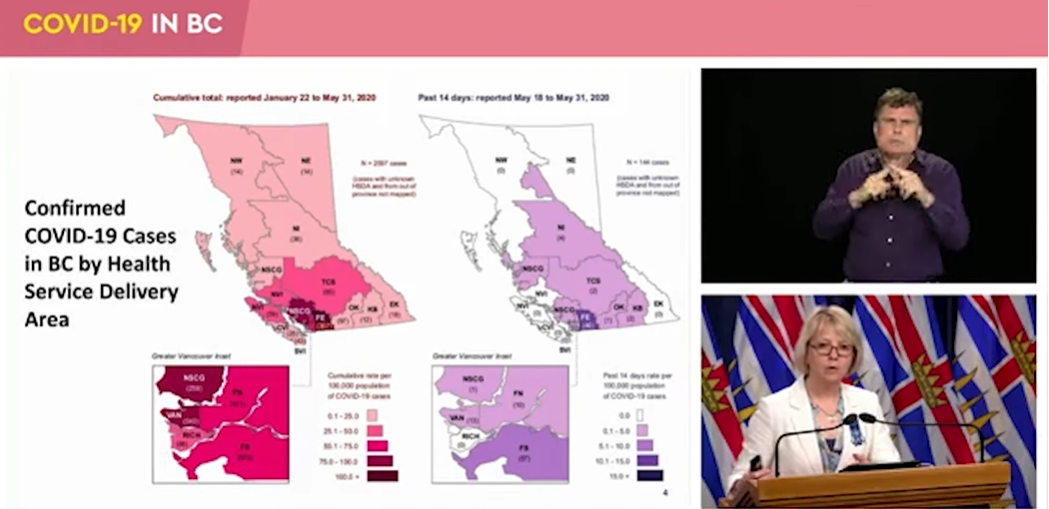 COVID-19 IN BC
Confirmed
COVID-19 Cases
in BC by Health
Service Delivery
Area
Cumulative total: reported January 22 to May 31, 2020
NW
(14)
NE
(14)
(cases with unknown
HSDA and from out of
province not mapped)
NI
NSCG
TCS
NVI
NSCG
FE
OK
KB
EK
SVI
Greater Vancouver Inset
NSCG
FN
VAN
RICH
FS
Cumulative rate per
100,000 population
of COVID-19 cases
0.1 - 25.0
25.1 - 50.0
50.1 - 75.0
75.0 - 100.0
100.0 +
Past 14 days: reported May 18 to May 31, 2020
NW
(0)
NE
(0)
N = 144 cases
(cases with unknown
HSDA and from out of
province not mapped)
NI
(4)
NSCG
TCS
(2)
NVI
NSCG
FE
OK
KB
EK
(0)
SVI
Greater Vancouver Inset
NSCG
(1)
FN
VAN
RICH
FS
Past 14 days rate per
100,000 population
of COVID-19 cases
0.0
0.1 - 5.0
5.1 - 10.0
10.1 - 15.0
15.0 +
4